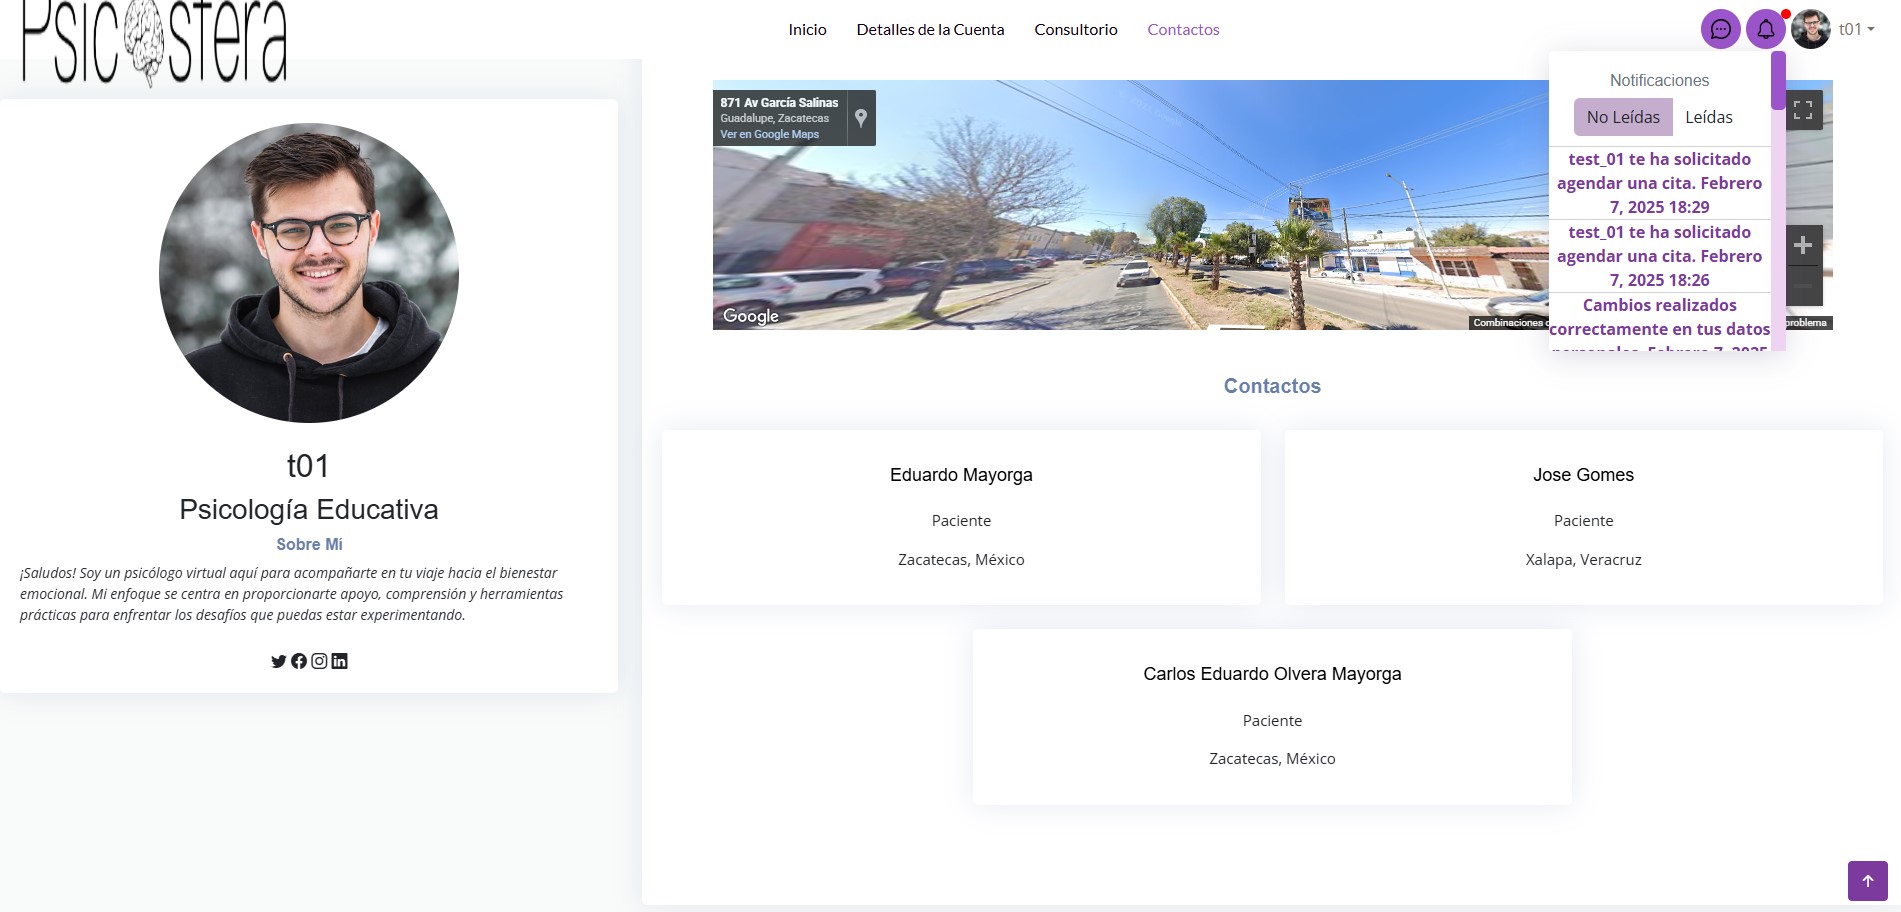 Psicosfera
Inicio
Detalles de la Cuenta
Consultorio
Contactos
t01
Notificaciones
No Leídas
Leídas
test_01 te ha solicitado
agendar una cita. Febrero
7, 2025 18:29
test_01 te ha solicitado
agendar una cita. Febrero
7, 2025 18:26
Cambios realizados
correctamente en tus datos
personales. Febrero 7, 2025
871 Av García Salinas
Guadalupe, Zacatecas
Ver en Google Maps
Google
Combinaciones
problema
t01
Psicología Educativa
Sobre Mí
¡Saludos! Soy un psicólogo virtual aquí para acompañarte en tu viaje hacia el bienestar
emocional. Mi enfoque se centra en proporcionarte apoyo, comprensión y herramientas
prácticas para enfrentar los desafíos que puedas estar experimentando.
Contactos
Eduardo Mayorga
Paciente
Zacatecas, México
Jose Gomes
Paciente
Xalapa, Veracruz
Carlos Eduardo Olvera Mayorga
Paciente
Zacatecas, México